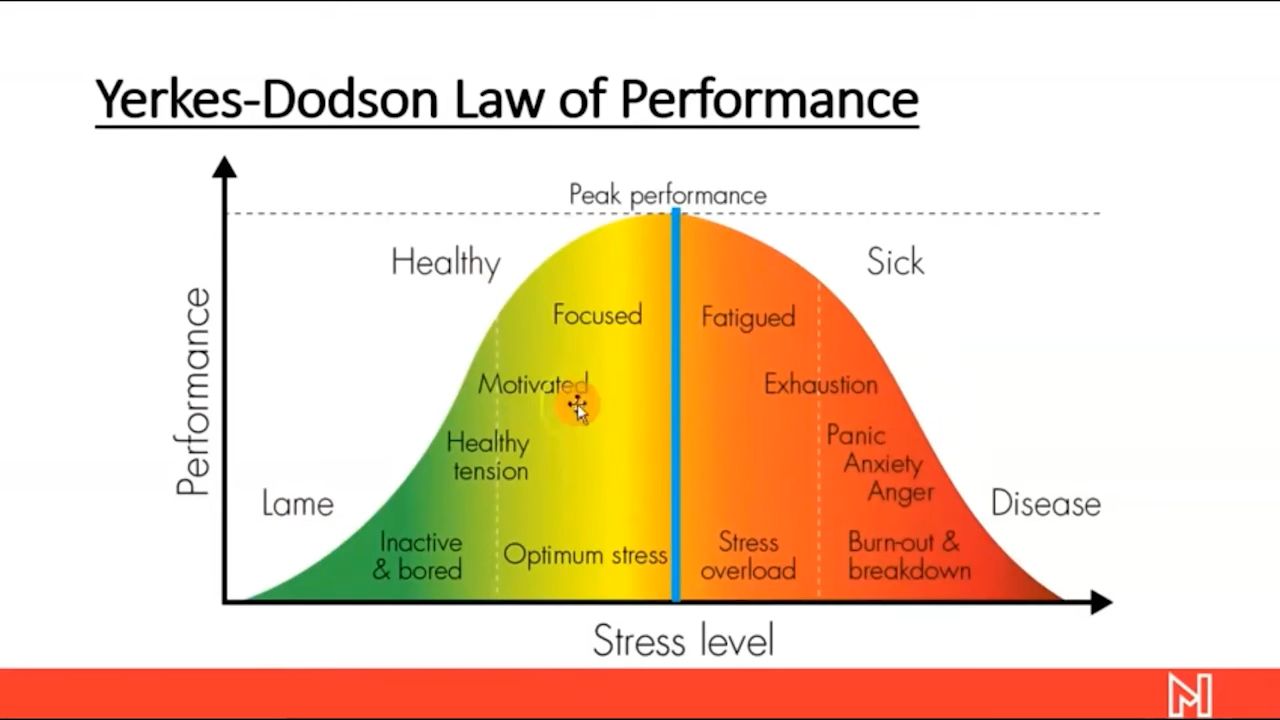 Yerkes-Dodson Law of Performance
Peak performance
Healthy
Sick
Performance
Focused
Fatigued
Motivated
Exhaustion
Healthy
tension
Panic
Anxiety
Anger
Lame
Disease
Inactive
& bored
Optimum stress
Stress
overload
Burn-out &
breakdown
Stress level